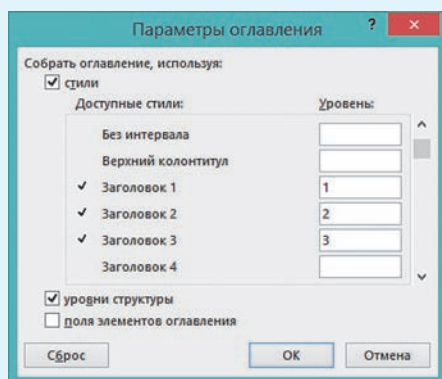 Параметры оглавления ?
Собрать оглавление, используя:
стили
Доступные стили: Уровень:
Без интервала
Верхний колонтитул
Заголовок 1 1
Заголовок 2 2
Заголовок 3 3
Заголовок 4
уровни структуры
поля элементов оглавления
Сброс ОК Отмена